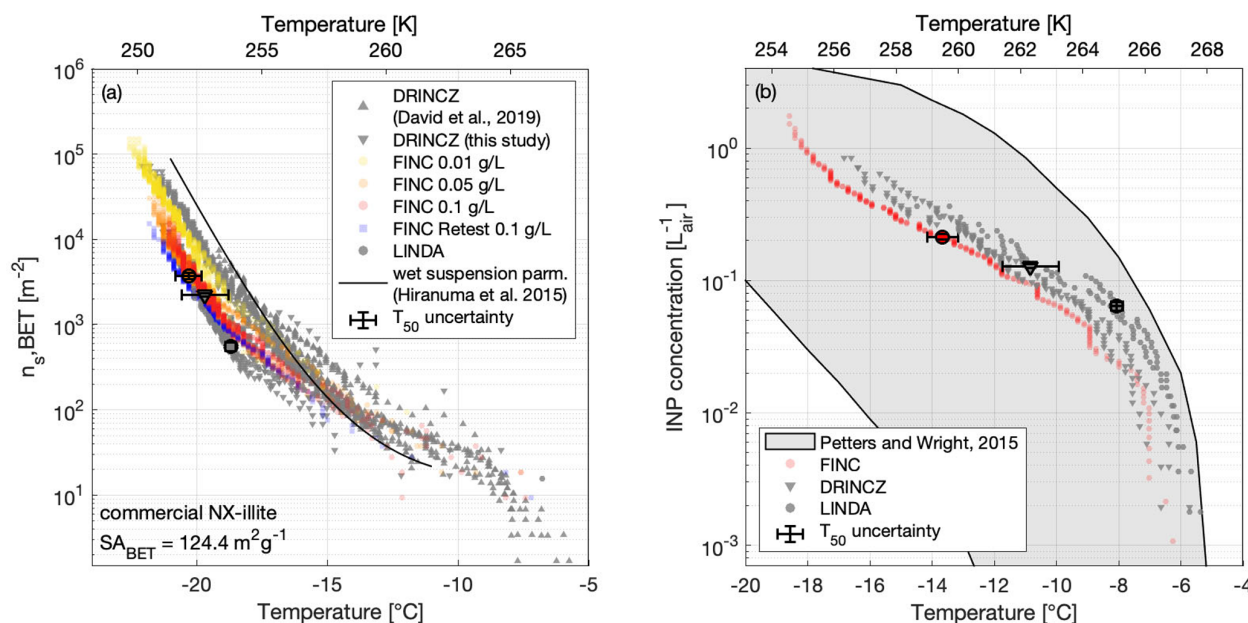 Temperature [K]
250 255 260 265
(a)
10^6
10^5
10^4
10^3
10^2
10^1
n_s,BET [m^-2]
DRINCZ
(David et al., 2019)
DRINCZ (this study)
FINC 0.01 g/L
FINC 0.05 g/L
FINC 0.1 g/L
FINC Retest 0.1 g/L
LINDA
wet suspension parm.
(Hiranuma et al. 2015)
T_50 uncertainty
commercial NX-illite
SA_BET = 124.4 m^2g^-1
-20 -15 -10 -5
Temperature [°C]
Temperature [K]
254 256 258 260 262 264 266 268
(b)
10^0
10^-1
10^-2
10^-3
INP concentration [L_air^-1]
Petters and Wright, 2015
FINC
DRINCZ
LINDA
T_50 uncertainty
-20 -18 -16 -14 -12 -10 -8 -6 -4
Temperature [°C]